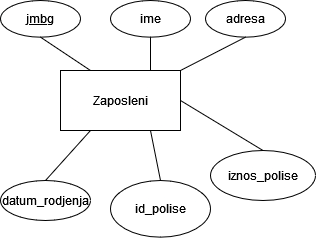 jmbg
ime
adresa
Zaposleni
iznos_polise
datum_rodjenja
id_polise